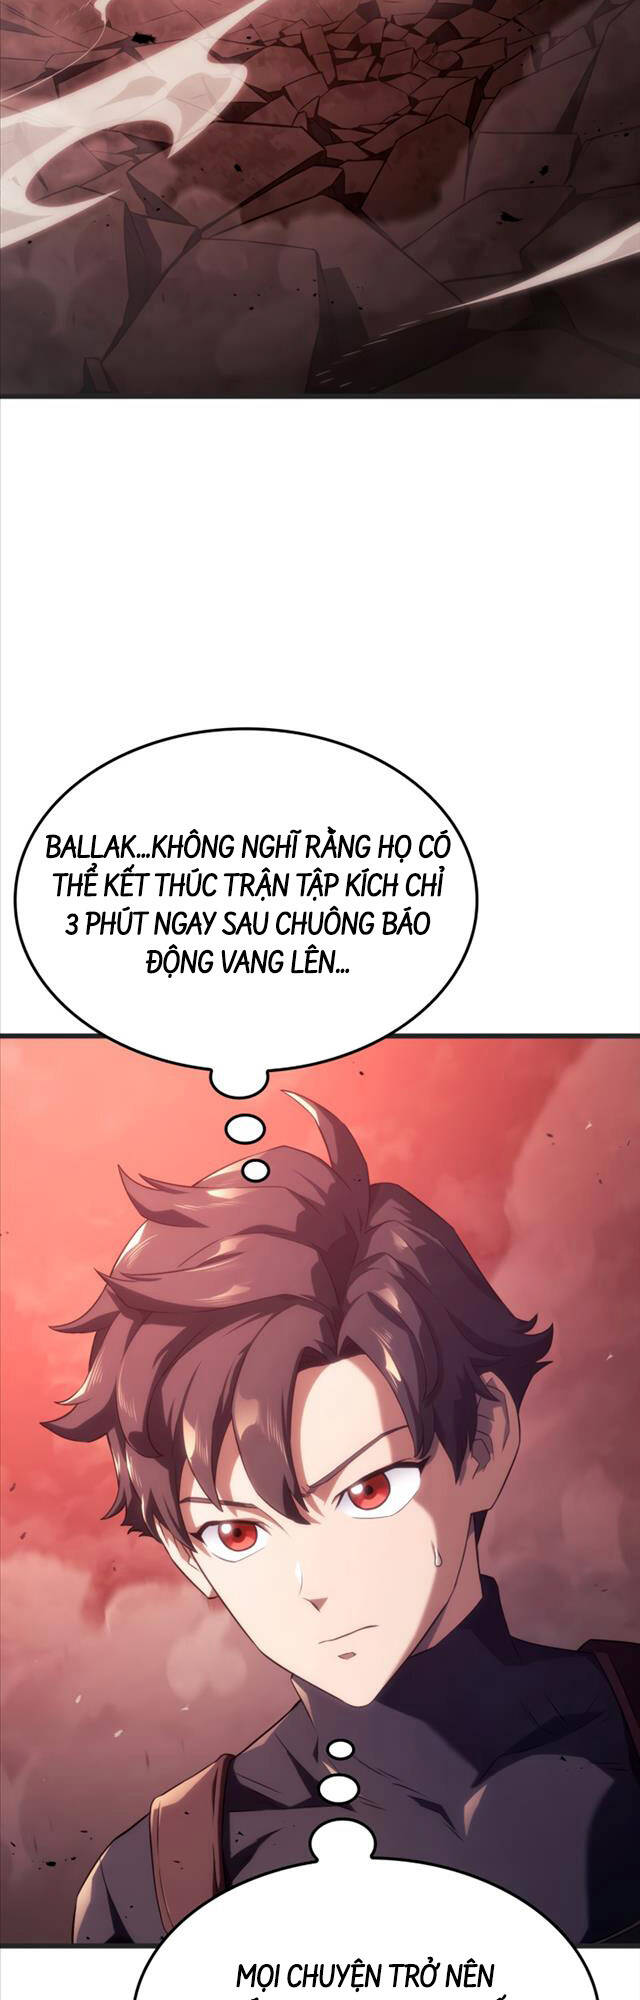 BALLAK...KHÔNG NGHĨ RẰNG HỌ CÓ
THỂ KẾT THÚC TRẬN TẬP KÍCH CHỈ
3 PHÚT NGAY SAU CHUÔNG BÁO
ĐỘNG VANG LÊN...
MỌI CHUYỆN TRỞ NÊN